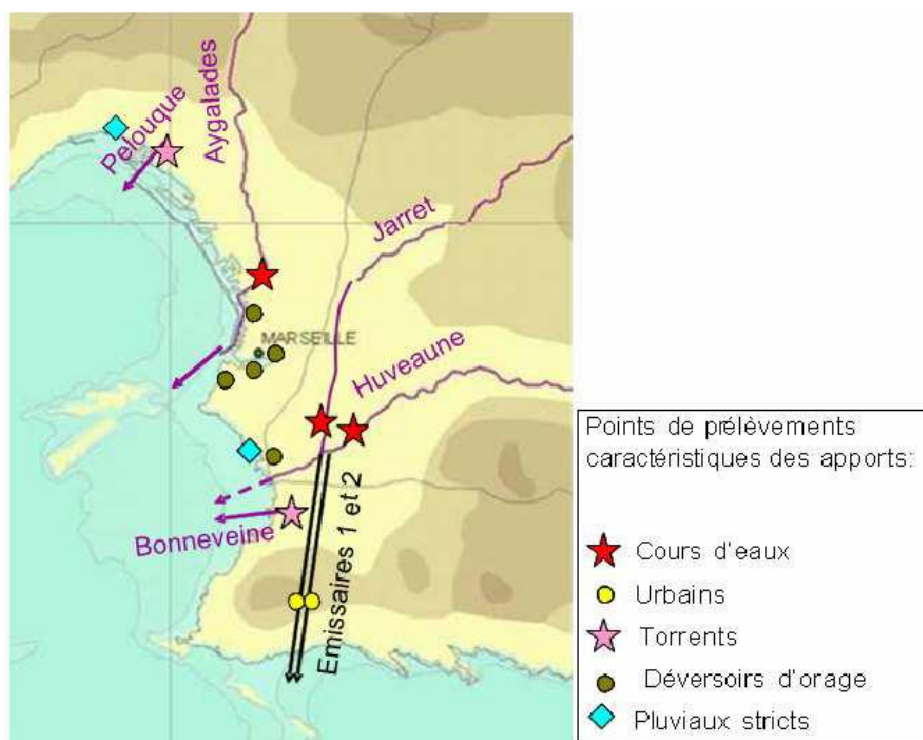 Aygalades
Pelouque
Jarret
MARSEILLE
Huveaune
Bonneveine
Emissaires 1 et 2
Points de prélèvements
caractéristiques des apports:
Cours d'eaux
Urbains
Torrents
Déversoirs d'orage
Pluviaux stricts